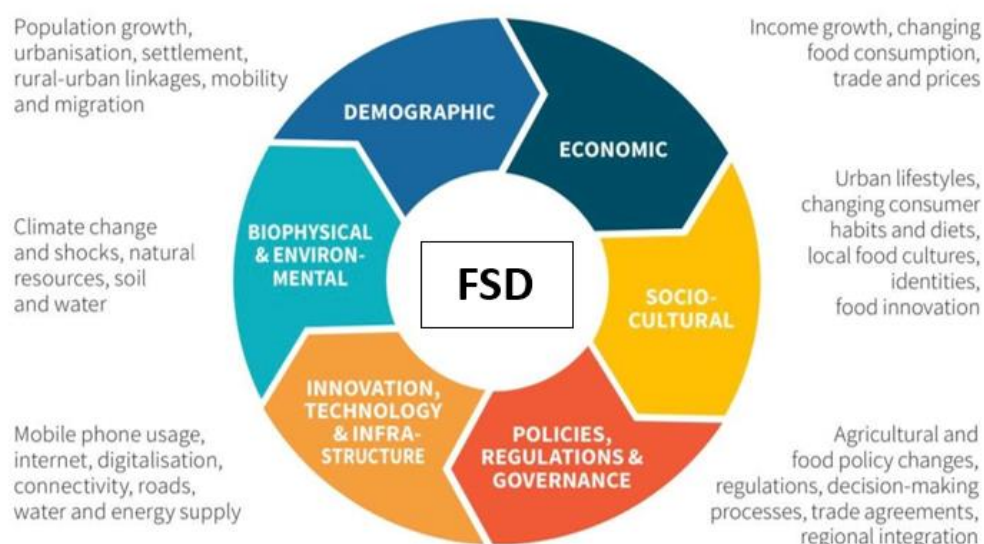 Population growth,
urbanisation, settlement,
rural-urban linkages, mobility
and migration
DEMOGRAPHIC
ECONOMIC
Income growth, changing
food consumption,
trade and prices
Climate change
and shocks, natural
resources, soil
and water
BIOPHYSICAL
& ENVIRON-
MENTAL
FSD
SOCIO-
CULTURAL
Urban lifestyles,
changing consumer
habits and diets,
local food cultures,
identities,
food innovation
Mobile phone usage,
internet, digitalisation,
connectivity, roads,
water and energy supply
INNOVATION,
TECHNOLOGY
& INFRA-
STRUCTURE
POLICIES,
REGULATIONS &
GOVERNANCE
Agricultural and
food policy changes,
regulations, decision-making
processes, trade agreements,
regional integration